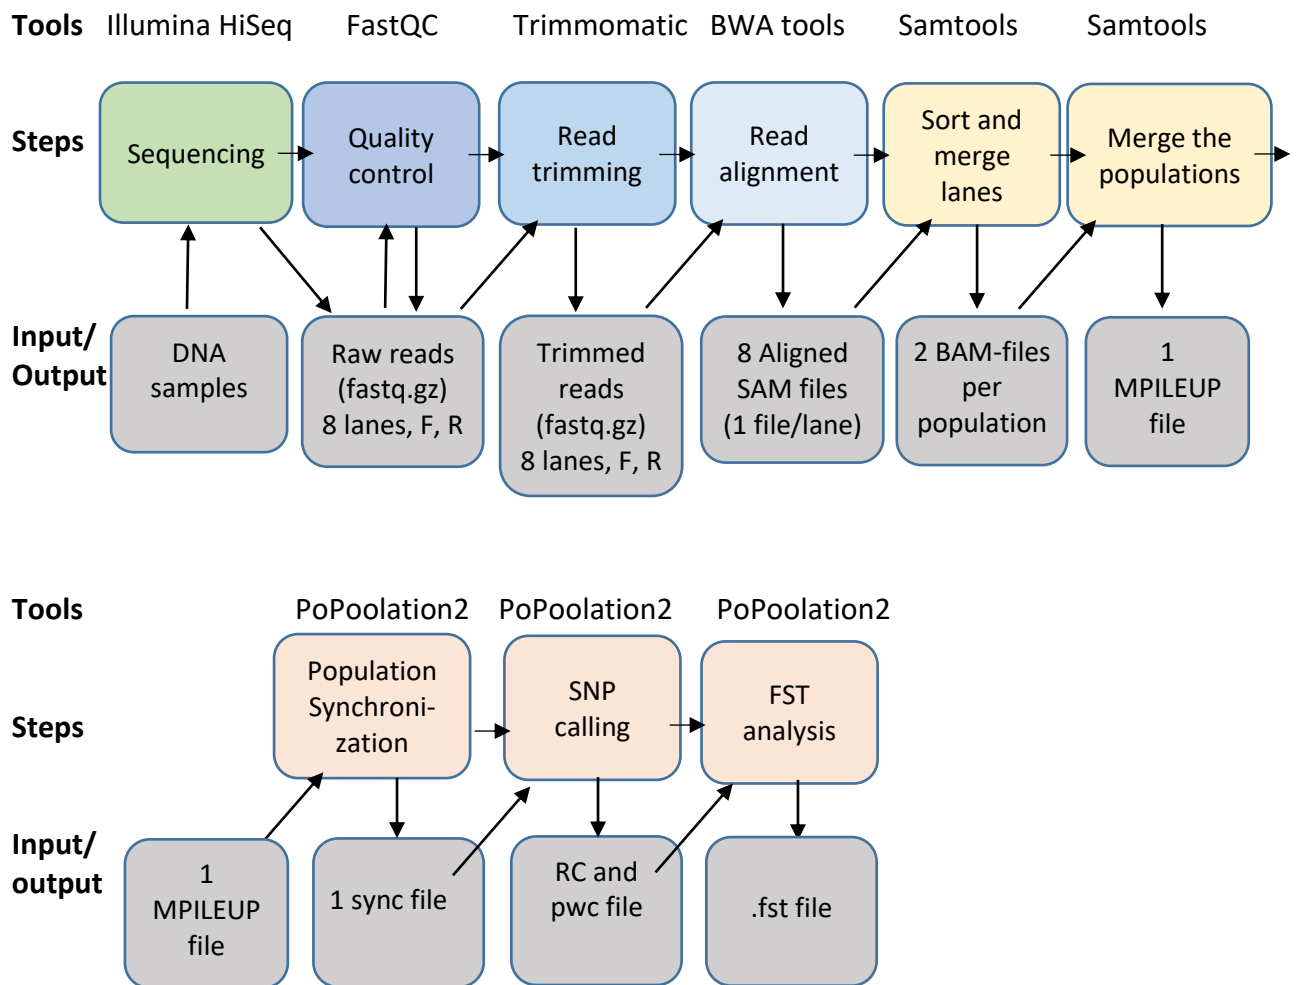 Tools Illumina HiSeq FastQC Trimmomatic BWA tools Samtools Samtools
Steps
Sequencing
Quality
control
Read
trimming
Read
alignment
Sort and
merge
lanes
Merge the
populations
Input/
Output
DNA
samples
Raw reads
(fastq.gz)
8 lanes, F, R
Trimmed
reads
(fastq.gz)
8 lanes, F, R
8 Aligned
SAM files
(1 file/lane)
2 BAM-files
per
population
1
MPILEUP
file
Tools PoPoolation2 PoPoolation2 PoPoolation2
Steps
Population
Synchroni-
zation
SNP
calling
FST
analysis
Input/
output
1
MPILEUP
file
1 sync file
RC and
pwc file
.fst file